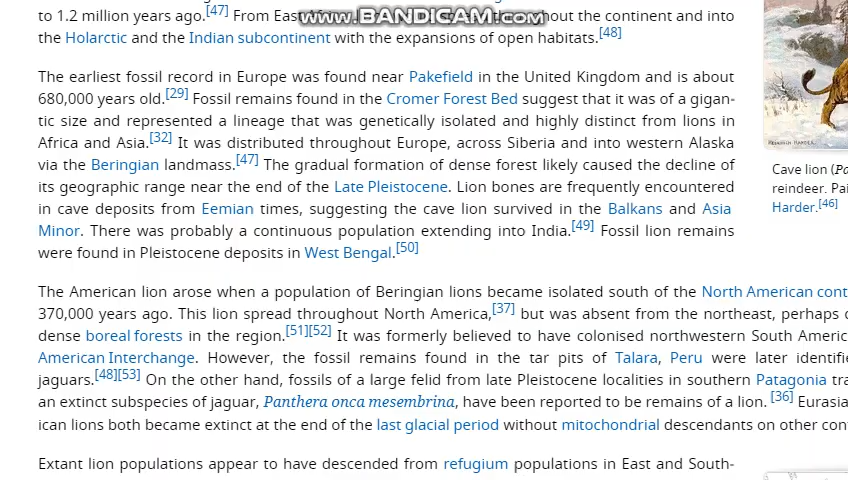 www.BANDICAM.com
to 1.2 million years ago.[47] From East out the continent and into
the Holarctic and the Indian subcontinent with the expansions of open habitats.[48]
The earliest fossil record in Europe was found near Pakefield in the United Kingdom and is about
680,000 years old.[29] Fossil remains found in the Cromer Forest Bed suggest that it was of a gigan-
tic size and represented a lineage that was genetically isolated and highly distinct from lions in
Africa and Asia.[32] It was distributed throughout Europe, across Siberia and into western Alaska
via the Beringian landmass.[47] The gradual formation of dense forest likely caused the decline of
its geographic range near the end of the Late Pleistocene. Lion bones are frequently encountered
in cave deposits from Eemian times, suggesting the cave lion survived in the Balkans and Asia
Minor. There was probably a continuous population extending into India.[49] Fossil lion remains
were found in Pleistocene deposits in West Bengal.[50]
The American lion arose when a population of Beringian lions became isolated south of the North American cont
370,000 years ago. This lion spread throughout North America,[37] but was absent from the northeast, perhaps
dense boreal forests in the region.[51][52] It was formerly believed to have colonised northwestern South Americ
American Interchange. However, the fossil remains found in the tar pits of Talara, Peru were later identifie
jaguars.[48][53] On the other hand, fossils of a large felid from late Pleistocene localities in southern Patagonia tra
an extinct subspecies of jaguar, Panthera onca mesembrina, have been reported to be remains of a lion. [36] Eurasia
ican lions both became extinct at the end of the last glacial period without mitochondrial descendants on other con
Extant lion populations appear to have descended from refugium populations in East and South-
HEINRICH HARDER.
Cave lion (Pa
reindeer. Pai
Harder.[46]